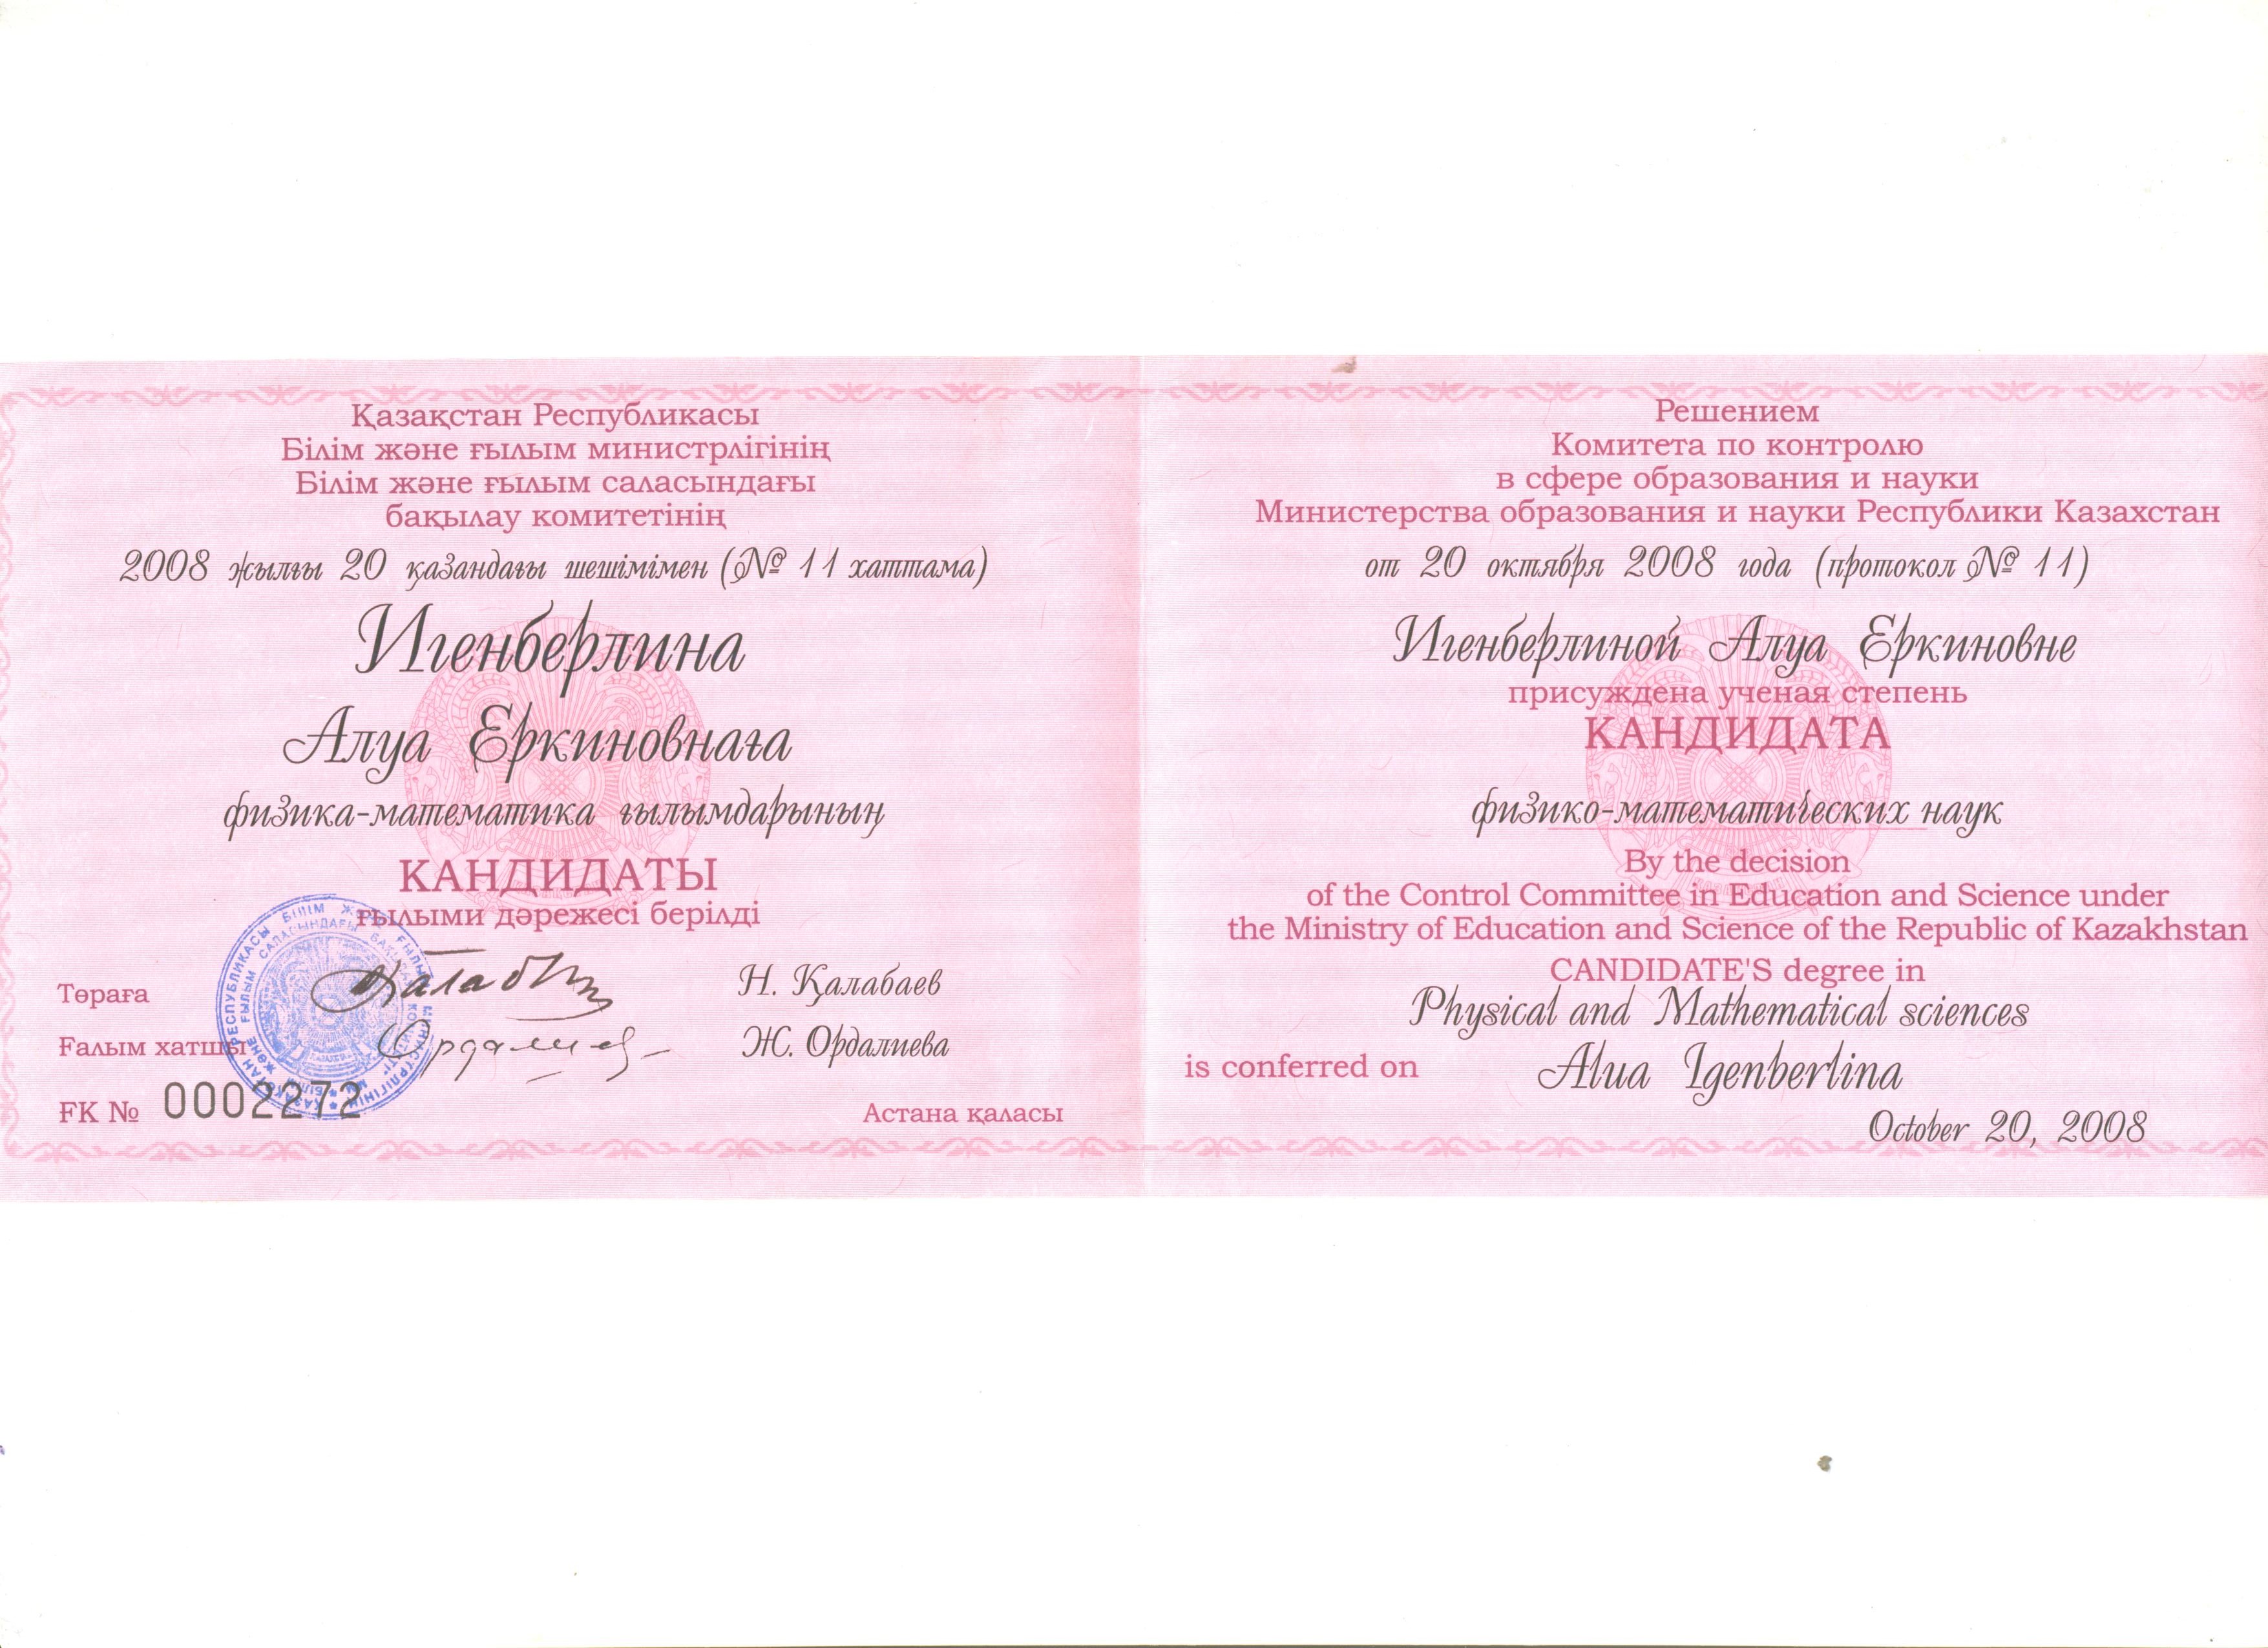 Қазақстан Республикасы
Білім және ғылым министрлігінің
Білім және ғылым саласындағы
бақылау комитетінің
2008 жылғы 20 қазандағы шешімімен (№ 11 хаттама)
Игенберлина
Алуа Еркиновнаға
физика-математика ғылымдарының
КАНДИДАТЫ
ғылыми дәрежесі берілді
Төраға
Н. Қалабаев
Ғалым хатшы
Ж. Ордалиева
ҒК № 0002272
Астана қаласы
Решением
Комитета по контролю
в сфере образования и науки
Министерства образования и науки Республики Казахстан
от 20 октября 2008 года (протокол № 11)
Игенберлиной Алуа Еркиновне
присуждена ученая степень
КАНДИДАТА
физико-математических наук
By the decision
of the Control Committee in Education and Science under
the Ministry of Education and Science of the Republic of Kazakhstan
CANDIDATE'S degree in
Physical and Mathematical sciences
is conferred on Alua Igenberlina
October 20, 2008